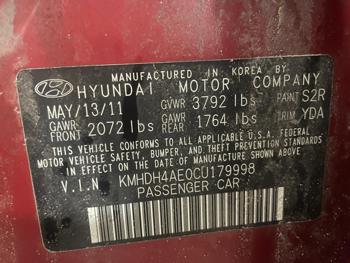 MANUFACTURED IN KOREA BY
HYUNDAI MOTOR COMPANY
MAY/13/11 GVWR 3792 lbs PAINT S2R
GAWR FRONT 2072 lbs GAWR REAR 1764 lbs TRIM YDA
THIS VEHICLE CONFORMS TO ALL APPLICABLE U.S.A. FEDERAL
MOTOR VEHICLE SAFETY, BUMPER, AND THEFT PREVENTION
STANDARDS IN EFFECT ON THE DATE OF
MANUFACTURE SHOWN ABOVE.
V.I.N. KMHDH4AE0CU179998
PASSENGER CAR